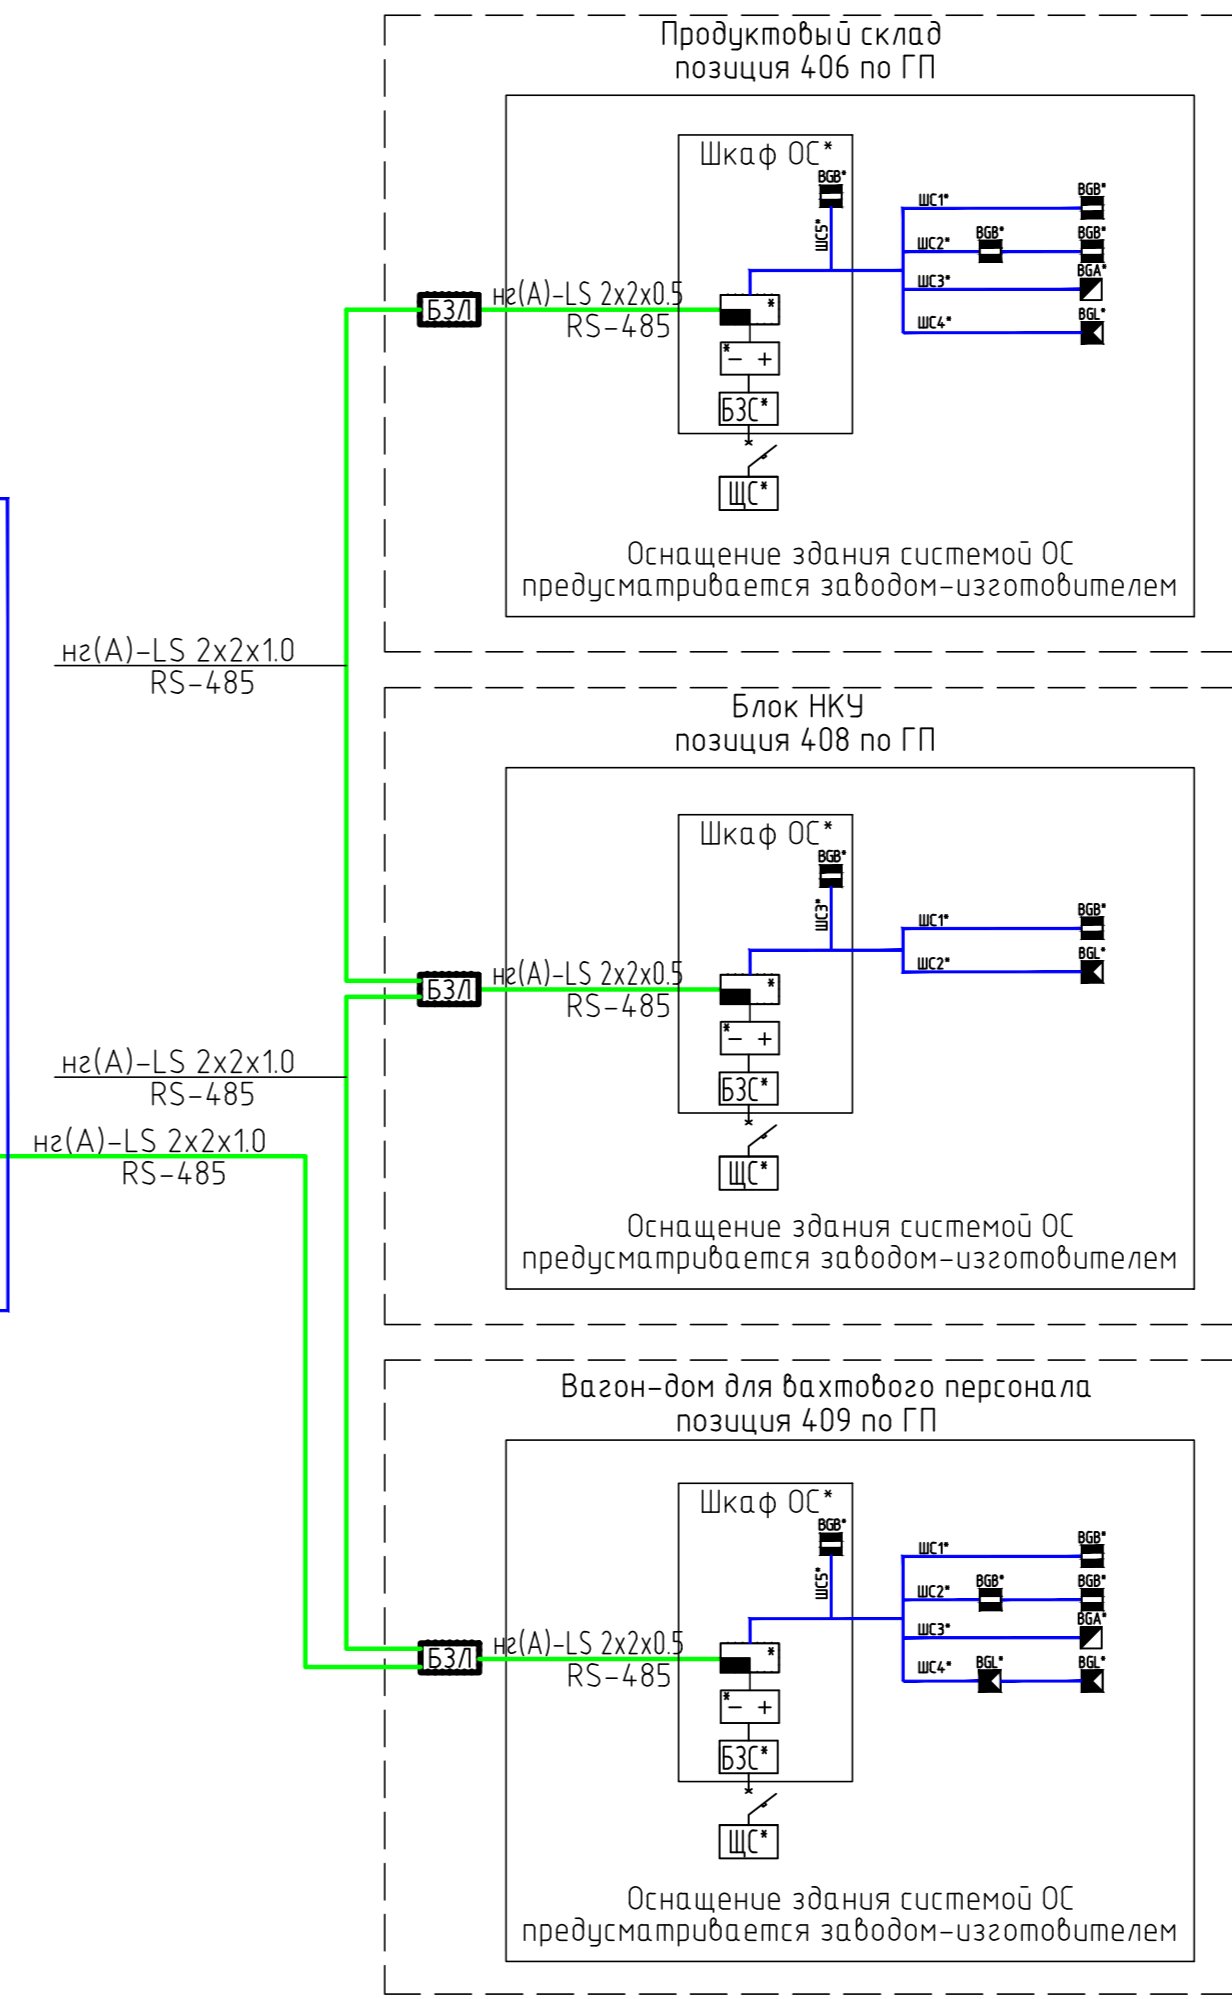 Продуктовый склад
позиция 406 по ГП
Шкаф ОС*
BGB*
ШС5*
ШС1*
BGB*
ШС2*
BGB*
BGB*
ШС3*
BGA*
ШС4*
BGL*
БЗЛ
нг(А)-LS 2x2x0.5
RS-485
*
*
- +
БЗС*
ЩС*
Оснащение здания системой ОС
предусматривается заводом-изготовителем
нг(А)-LS 2x2x1.0
RS-485
Блок НКУ
позиция 408 по ГП
Шкаф ОС*
BGB*
ШС3*
ШС1*
BGB*
ШС2*
BGL*
БЗЛ
нг(А)-LS 2x2x0.5
RS-485
*
*
- +
БЗС*
ЩС*
нг(А)-LS 2x2x1.0
RS-485
нг(А)-LS 2x2x1.0
RS-485
Оснащение здания системой ОС
предусматривается заводом-изготовителем
Вагон-дом для вахтового персонала
позиция 409 по ГП
Шкаф ОС*
BGB*
ШС5*
ШС1*
BGB*
ШС2*
BGB*
BGB*
ШС3*
BGA*
ШС4*
BGL*
BGL*
БЗЛ
нг(А)-LS 2x2x0.5
RS-485
*
*
- +
БЗС*
ЩС*
Оснащение здания системой ОС
предусматривается заводом-изготовителем